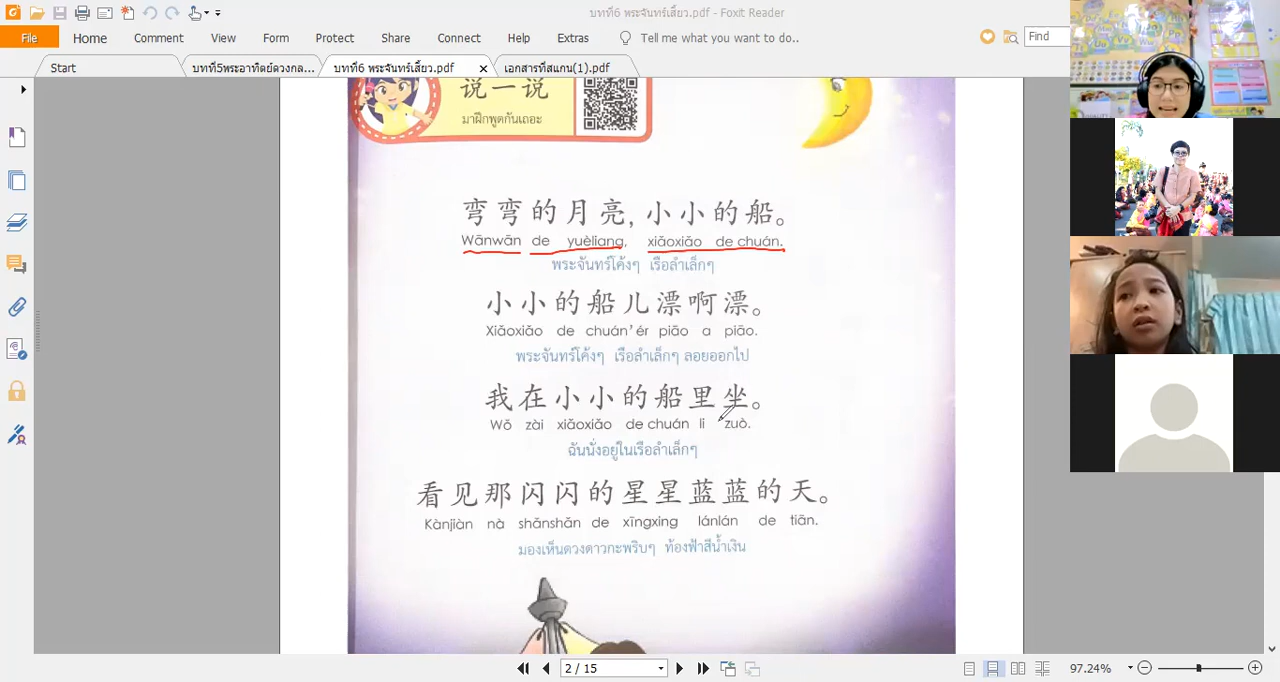 บทที่6 พระจันทร์เสี้ยว.pdf - Foxit Reader
File Home Comment View Form Protect Share Connect Help Extras Tell me what you want to do.. Find
Start บทที่5พระอาทิตย์ดวงกล... บทที่6 พระจันทร์เสี้ยว.pdf เอกสารที่สแกน(1).pdf
说一说
มาฝึกพูดกันเถอะ
弯弯的月亮, 小小的船。
Wānwān de yuèliang, xiǎoxiǎo de chuán.
พระจันทร์โค้งๆ เรือลำเล็กๆ
小小的船儿漂啊漂。
Xiǎoxiǎo de chuán'ér piāo a piāo.
พระจันทร์โค้งๆ เรือลำเล็กๆ ลอยออกไป
我在小小的船里坐。
Wǒ zài xiǎoxiǎo de chuán li zuò.
ฉันนั่งอยู่ในเรือลำเล็กๆ
看见那闪闪的星星蓝蓝的天。
Kànjiàn nà shǎnshǎn de xīngxing lánlán de tiān.
มองเห็นดวงดาวกะพริบๆ ท้องฟ้าสีน้ำเงิน
2 / 15
97.24%